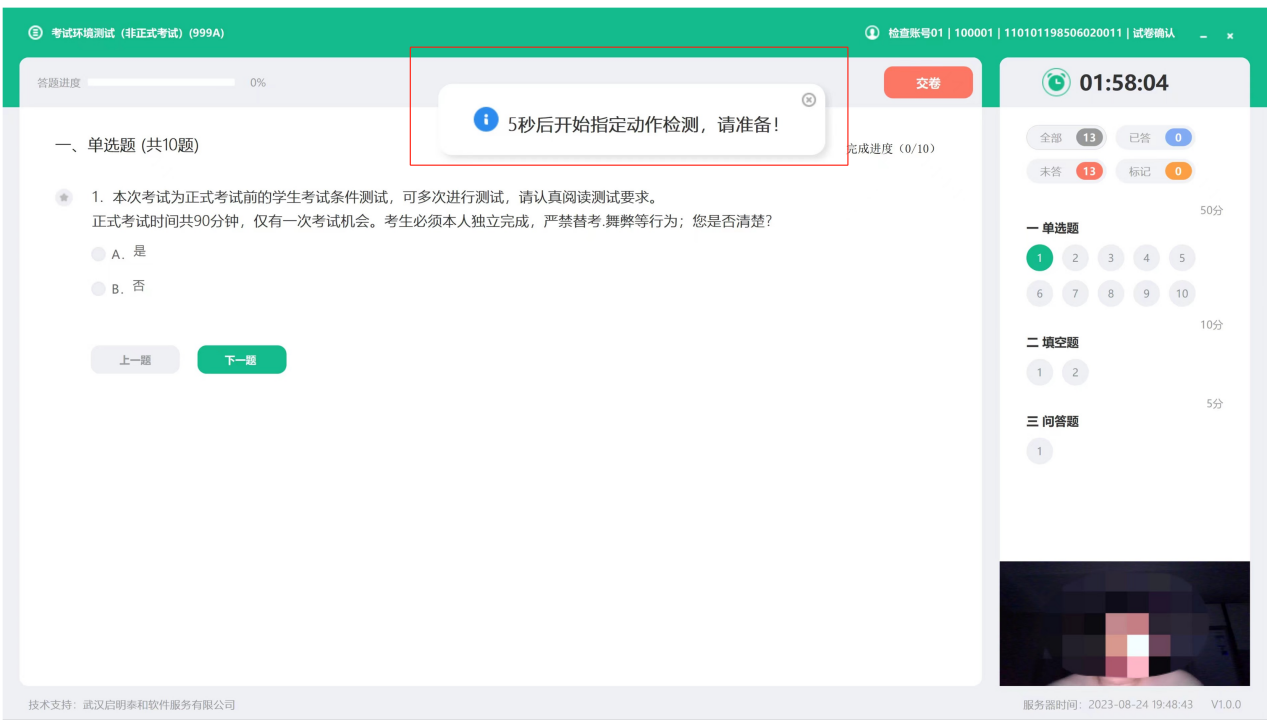 考试环境测试（非正式考试）(999A)
检查账号01 | 100001 | 110101198506020011 | 试卷确认
答题进度 0%
交卷
01:58:04
5秒后开始指定动作检测，请准备！
一、单选题 (共10题)
完成进度（0/10）
1. 本次考试为正式考试前的学生考试条件测试，可多次进行测试，请认真阅读测试要求。
正式考试时间共90分钟，仅有一次考试机会。考生必须本人独立完成，严禁替考.舞弊等行为；您是否清楚？
A. 是
B. 否
上一题 下一题
全部 13 已答 0
未答 13 标记 0
50分
一 单选题
1 2 3 4 5
6 7 8 9 10
10分
二 填空题
1 2
5分
三 问答题
1
技术支持：武汉启明泰和软件服务有限公司
服务器时间：2023-08-24 19:48:43 V1.0.0